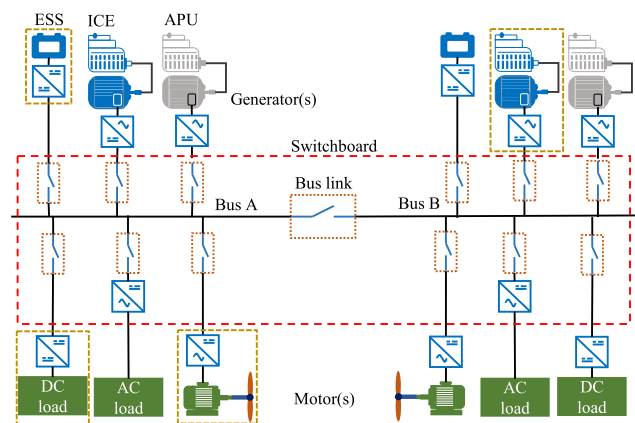 ESS ICE APU
Generator(s)
Switchboard
Bus link
Bus A
Bus B
DC
load
AC
load
Motor(s)
AC
load
DC
load